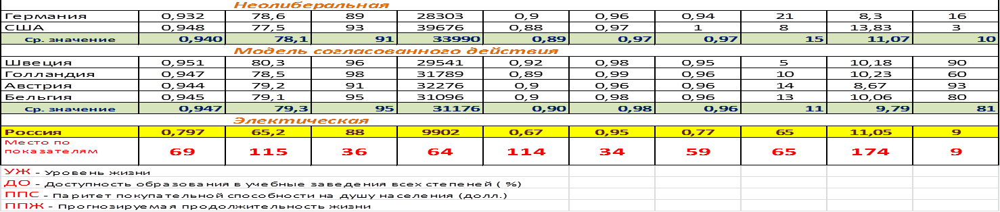 Неолиберальная
Германия 0,932 78,6 89 28303 0,9 0,96 0,94 21 8,3 16
США 0,948 77,5 93 39676 0,88 0,97 1 8 13,83 3
Ср. значение 0,940 78,1 91 33990 0,89 0,97 0,97 15 11,07 10
Модель согласованного действия
Швеция 0,951 80,3 96 29541 0,92 0,98 0,95 5 10,18 90
Голландия 0,947 78,5 98 31789 0,89 0,99 0,96 10 10,23 60
Австрия 0,944 79,2 91 32276 0,9 0,96 0,96 14 8,67 93
Бельгия 0,945 79,1 95 31096 0,9 0,98 0,96 13 10,06 80
Ср. значение 0,947 79,3 95 31176 0,90 0,98 0,96 11 9,79 81
Электическая
Россия 0,797 65,2 88 9902 0,67 0,95 0,77 65 11,05 9
Место по
показателям 69 115 36 64 114 34 59 65 174 9
УЖ - Уровень жизни
ДО - Доступность образования в учебные заведения всех степеней ( %)
ППС - Паритет покупательной способности на душу населения (долл.)
ППЖ - Прогнозируемая продолжительность жизни